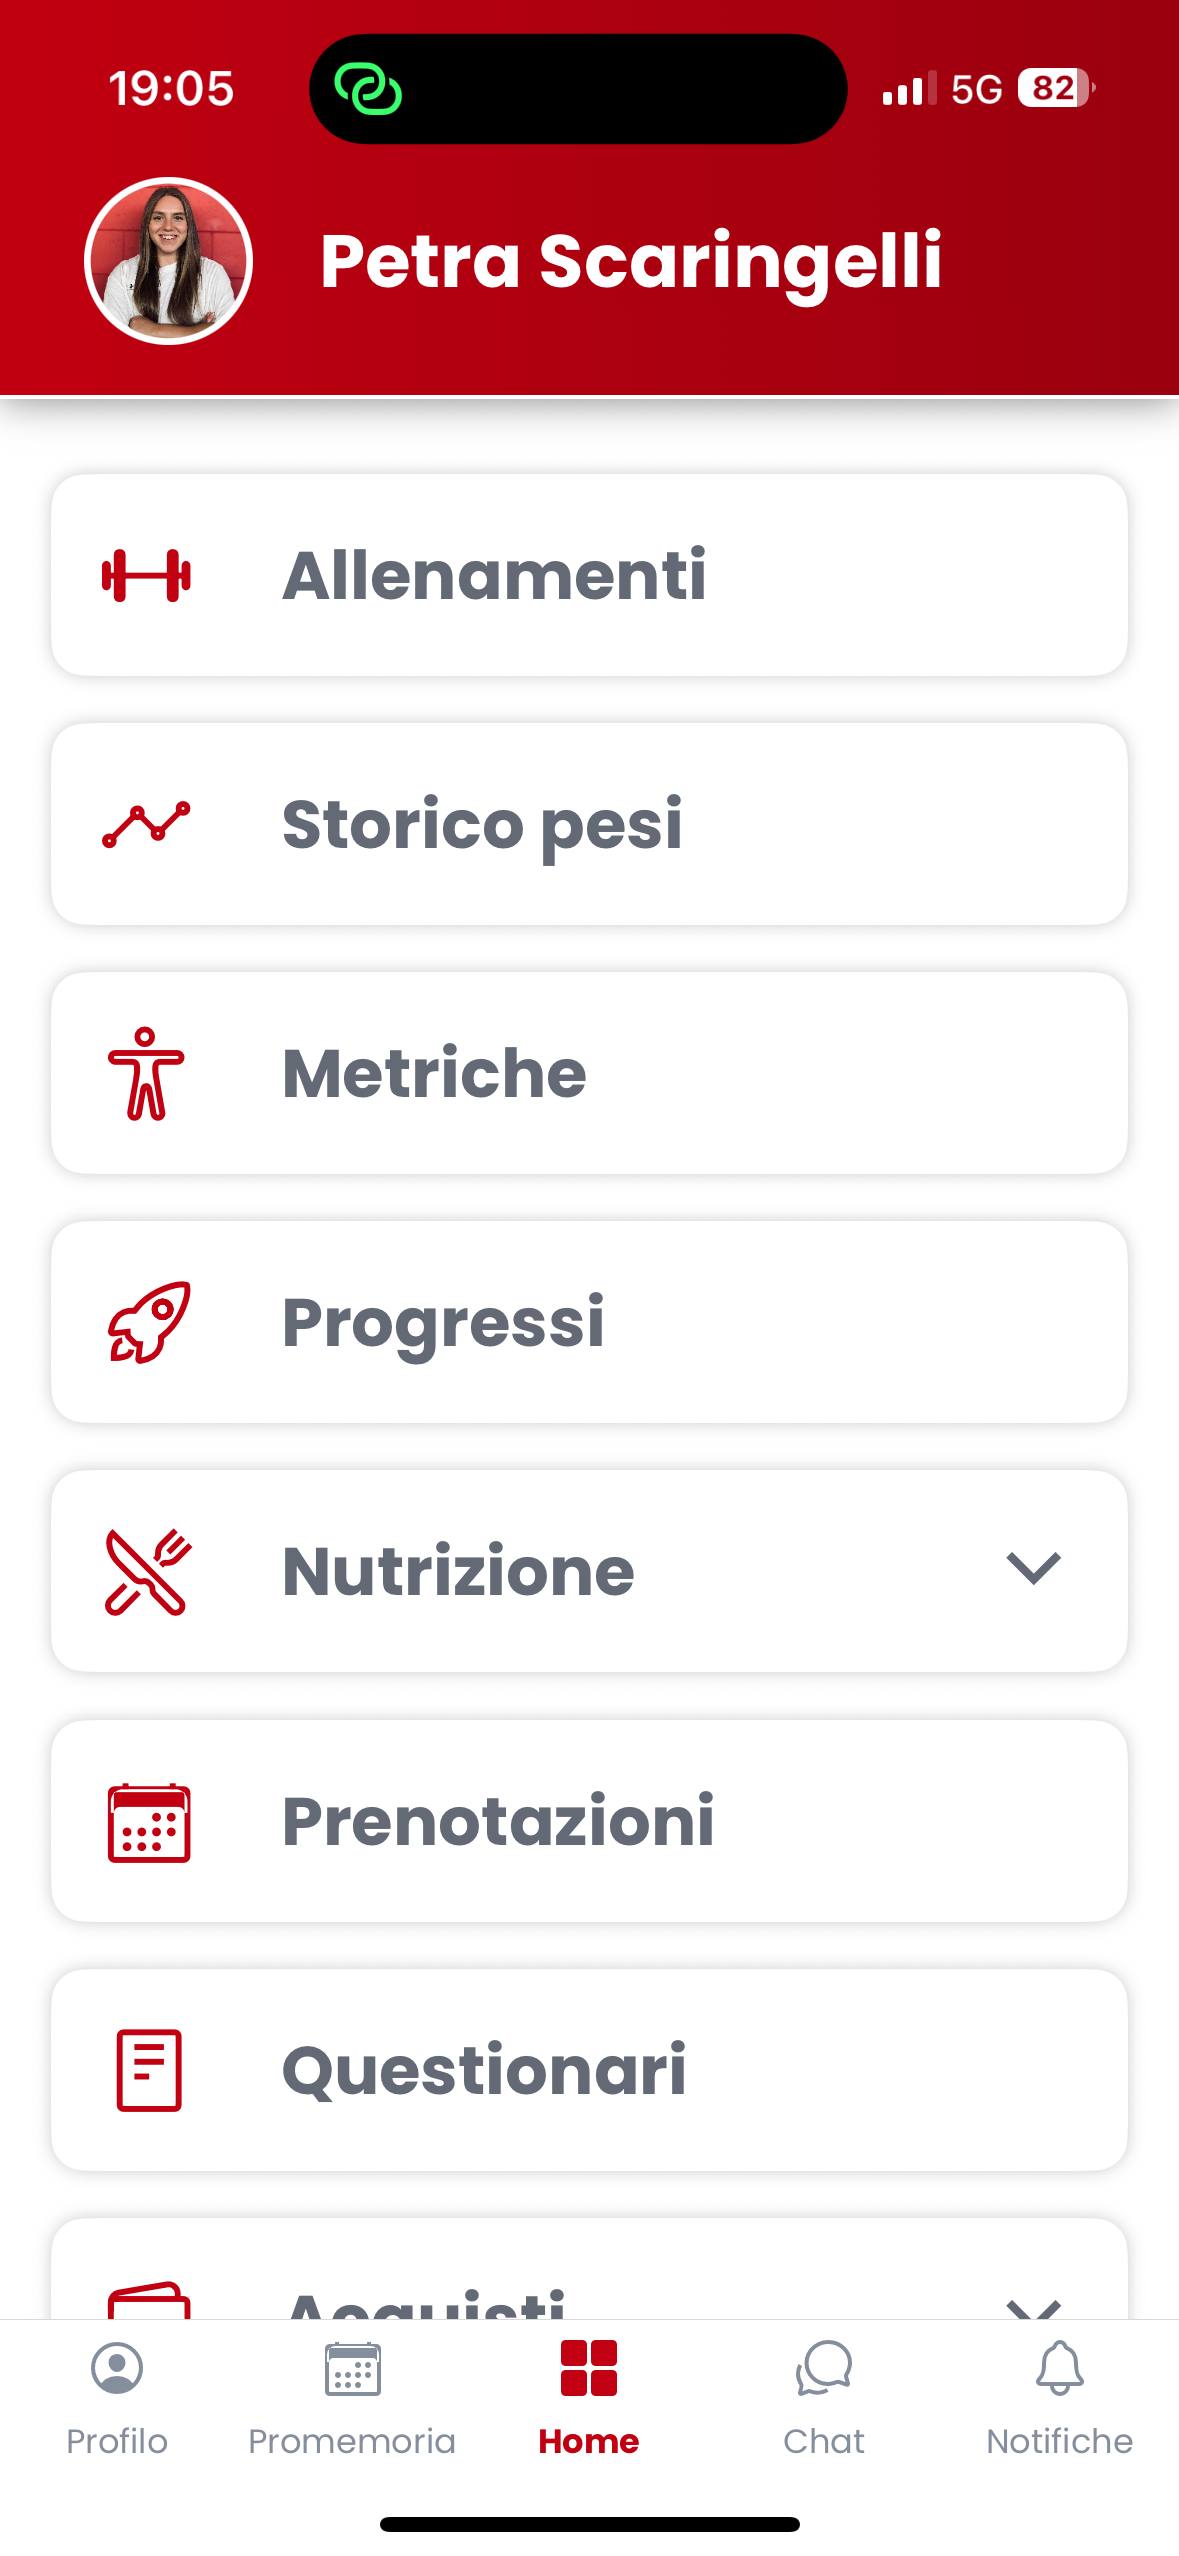 19:05
5G
82
Petra Scaringelli
Allenamenti
Storico pesi
Metriche
Progressi
Nutrizione
Prenotazioni
Questionari
Acquisti
Profilo
Promemoria
Home
Chat
Notifiche